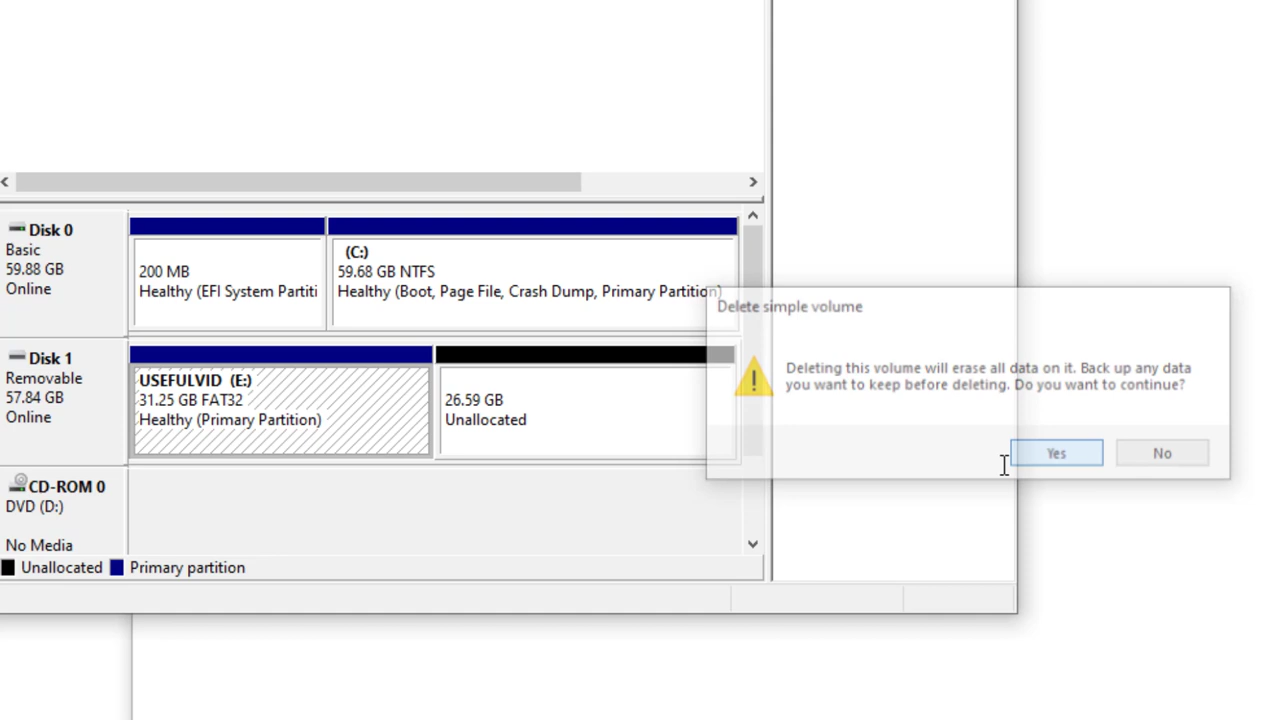 Disk 0
Basic
59.88 GB
Online
200 MB
Healthy (EFI System Partiti
(C:)
59.68 GB NTFS
Healthy (Boot, Page File, Crash Dump, Primary Partition)
Delete simple volume
Deleting this volume will erase all data on it. Back up any data
you want to keep before deleting. Do you want to continue?
Yes
No
Disk 1
Removable
57.84 GB
Online
USEFULVID (E:)
31.25 GB FAT32
Healthy (Primary Partition)
26.59 GB
Unallocated
CD-ROM 0
DVD (D:)
No Media
Unallocated
Primary partition